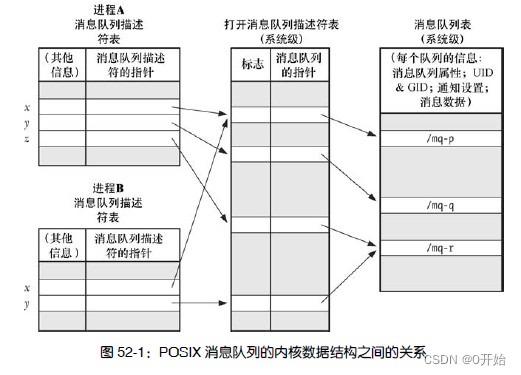 进程A
消息队列描述
符表
(其他
信息)
消息队列描述
符的指针
x
y
z
进程B
消息队列描述
符表
(其他
信息)
消息队列描述
符的指针
x
y
打开消息队列描述符表
(系统级)
标志
消息队列
的指针
消息队列表
(系统级)
(每个队列的信息:
消息队列属性；UID
& GID；通知设置；
消息数据)
/mq-p
/mq-q
/mq-r
图 52-1：POSIX 消息队列的内核数据结构之间的关系
CSDN @0开始